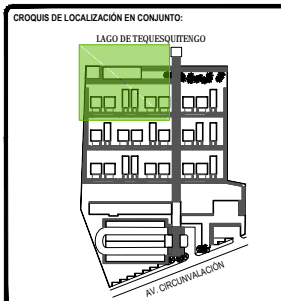 CROQUIS DE LOCALIZACIÓN EN CONJUNTO:
LAGO DE TEQUESQUITENGO
AV. CIRCUNVALACIÓN